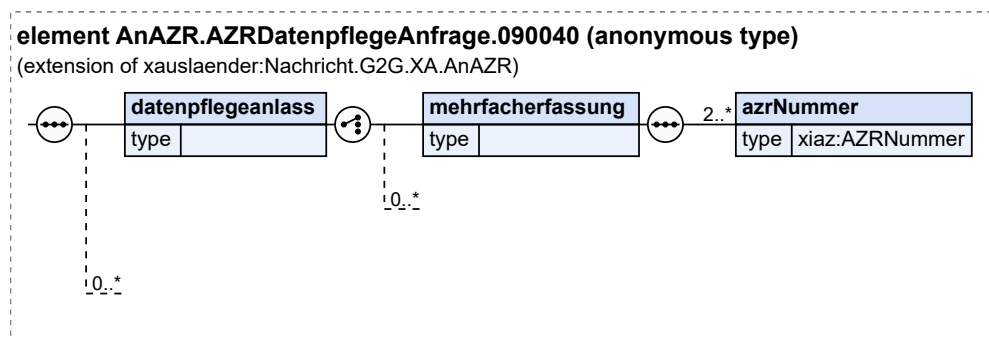 element AnAZR.AZRDatenpflegeAnfrage.090040 (anonymous type)
(extension of xauslaender:Nachricht.G2G.XA.AnAZR)
datenpflegeanlass mehrfacherfassung 2..* azrNummer
type type type xiaz:AZRNummer
0..*
0..*